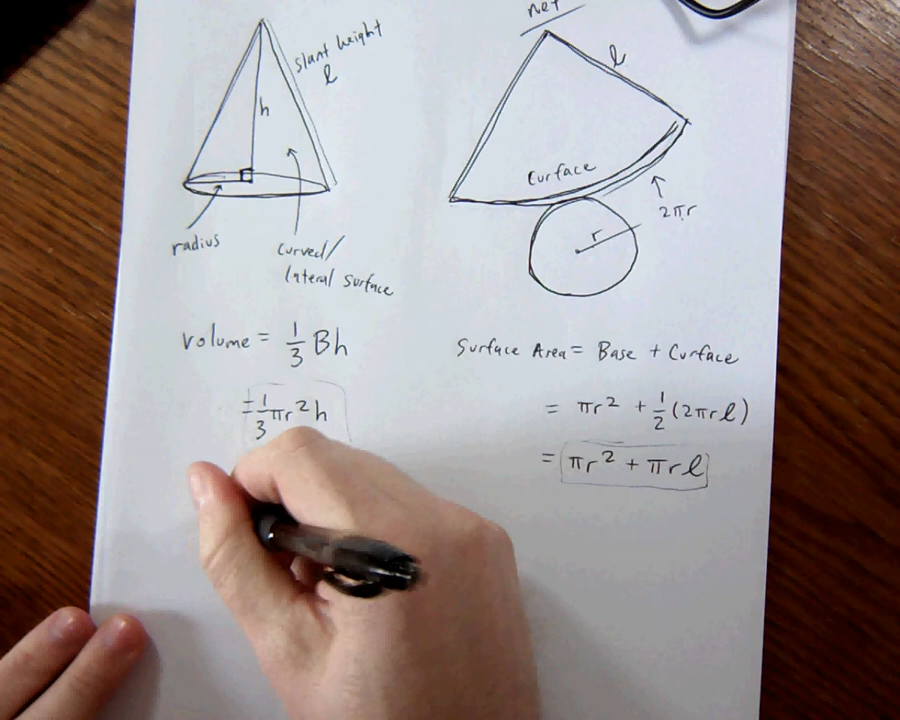 net
slant height
l
h
l
Curface
2πr
r
radius
curved/
lateral surface
volume = 1/3 Bh
= 1/3 πr²h
Surface Area = Base + Curface
= πr² + 1/2 (2πrl)
= πr² + πrl